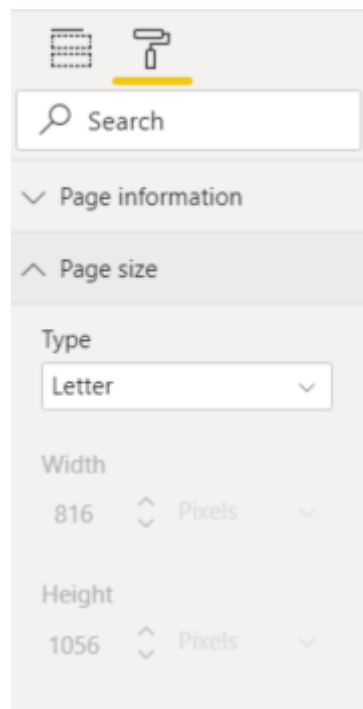 Search
Page information
Page size
Type
Letter
Width
816 Pixels
Height
1056 Pixels